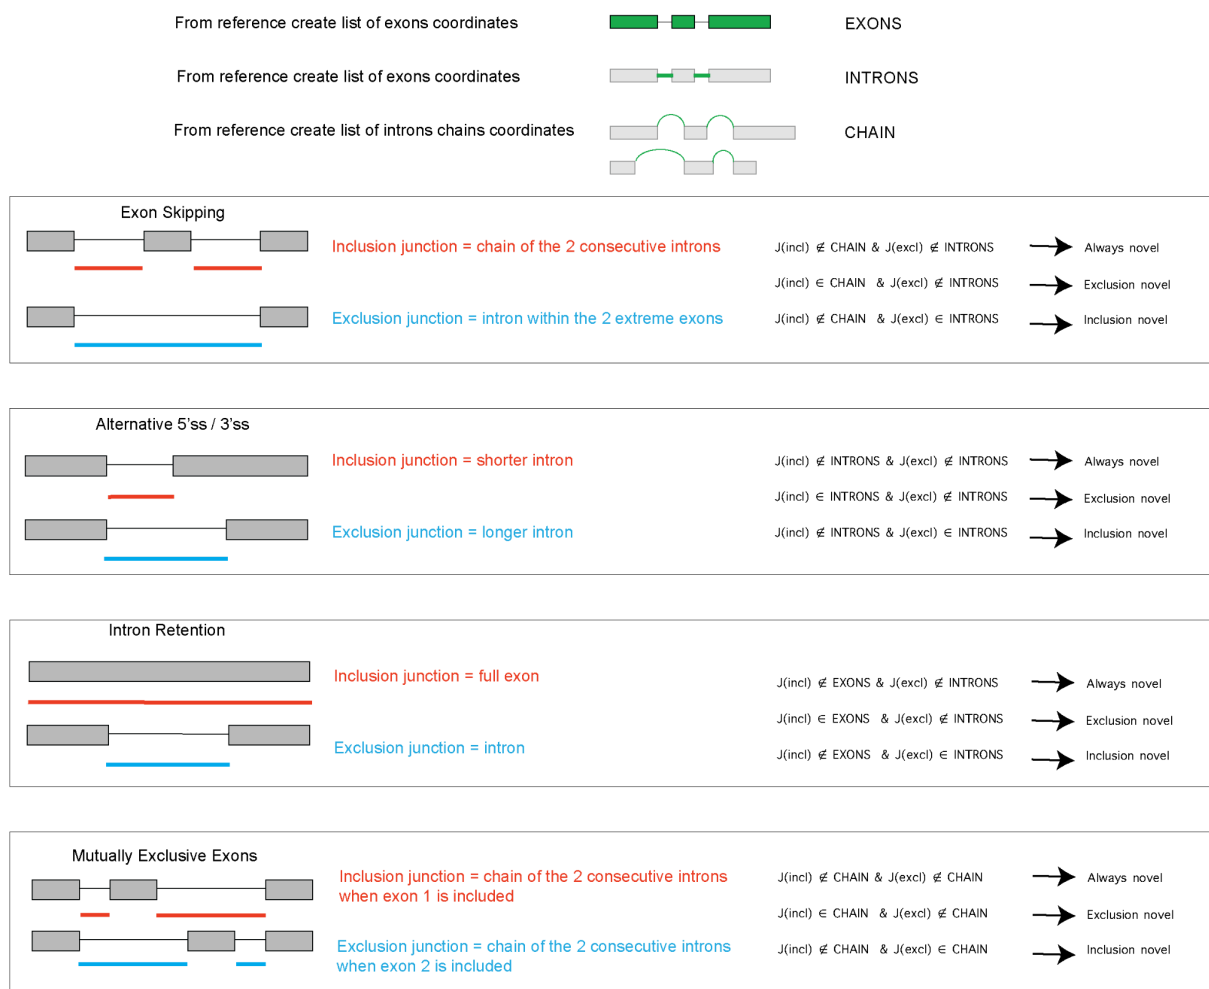 From reference create list of exons coordinates EXONS
From reference create list of exons coordinates INTRONS
From reference create list of introns chains coordinates CHAIN
Exon Skipping
Inclusion junction = chain of the 2 consecutive introns
J(incl) ∉ CHAIN & J(excl) ∉ INTRONS Always novel
J(incl) ∈ CHAIN & J(excl) ∉ INTRONS Exclusion novel
Exclusion junction = intron within the 2 extreme exons
J(incl) ∉ CHAIN & J(excl) ∈ INTRONS Inclusion novel
Alternative 5'ss / 3'ss
Inclusion junction = shorter intron
J(incl) ∉ INTRONS & J(excl) ∉ INTRONS Always novel
J(incl) ∈ INTRONS & J(excl) ∉ INTRONS Exclusion novel
Exclusion junction = longer intron
J(incl) ∉ INTRONS & J(excl) ∈ INTRONS Inclusion novel
Intron Retention
Inclusion junction = full exon
J(incl) ∉ EXONS & J(excl) ∉ INTRONS Always novel
J(incl) ∈ EXONS & J(excl) ∉ INTRONS Exclusion novel
Exclusion junction = intron
J(incl) ∉ EXONS & J(excl) ∈ INTRONS Inclusion novel
Mutually Exclusive Exons
Inclusion junction = chain of the 2 consecutive introns
when exon 1 is included
J(incl) ∉ CHAIN & J(excl) ∉ CHAIN Always novel
J(incl) ∈ CHAIN & J(excl) ∉ CHAIN Exclusion novel
Exclusion junction = chain of the 2 consecutive introns
when exon 2 is included
J(incl) ∉ CHAIN & J(excl) ∈ CHAIN Inclusion novel